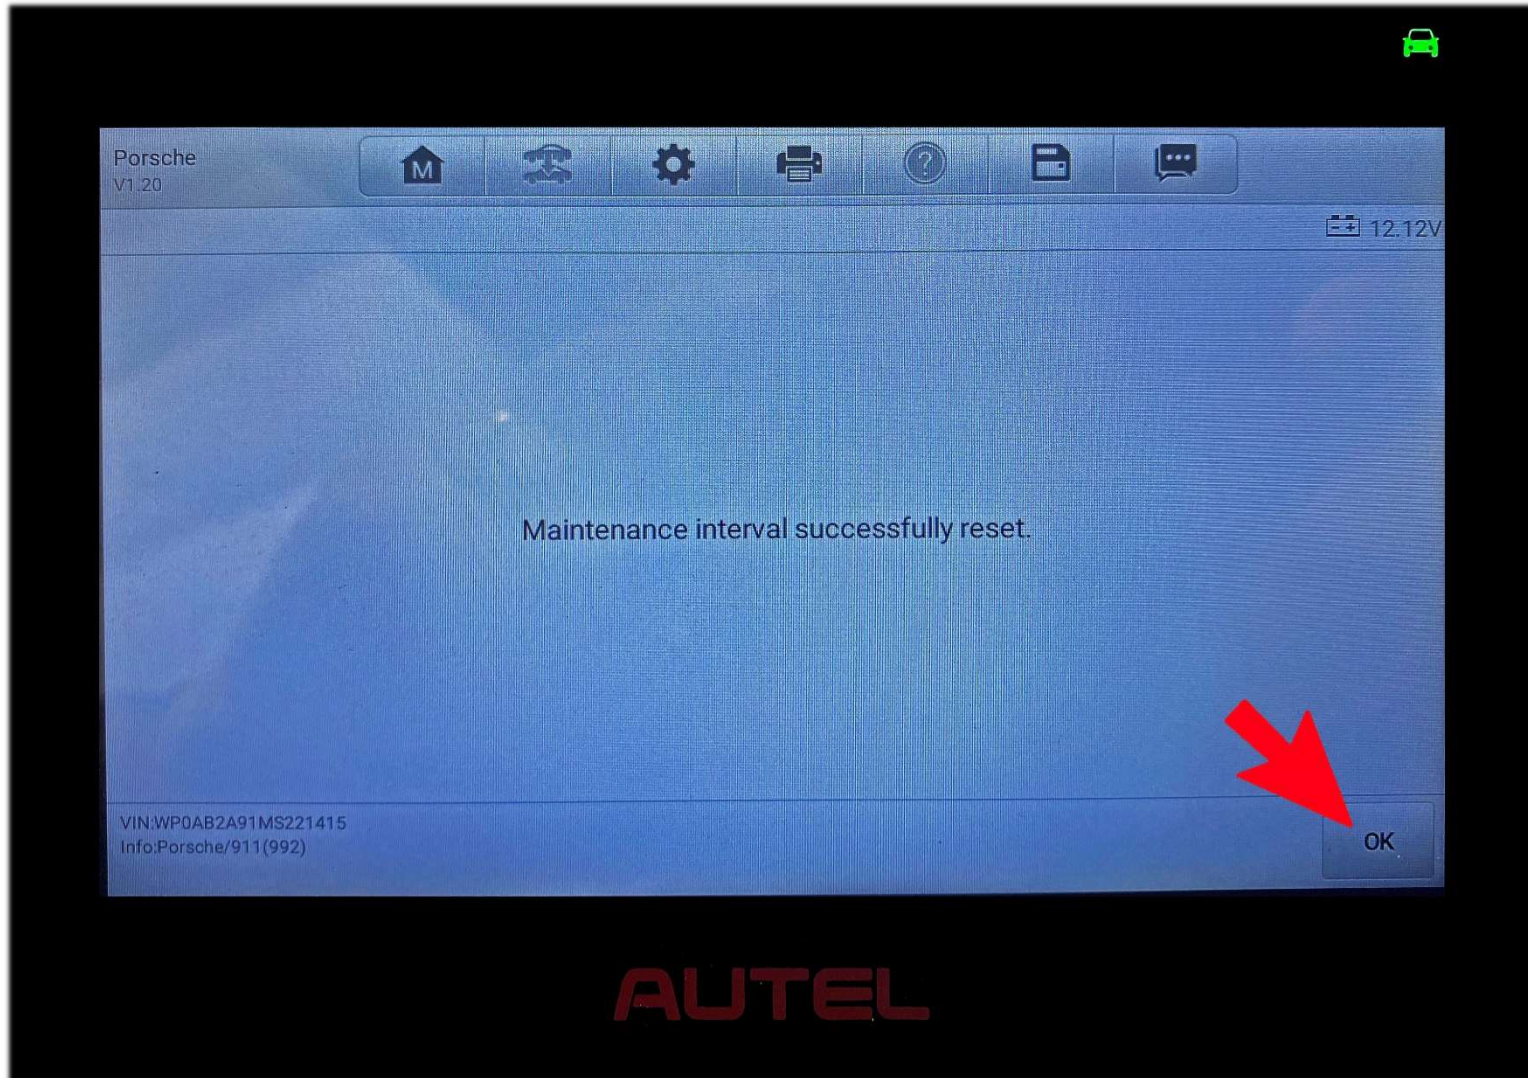 Porsche
V1.20
M
?
12.12V
Maintenance interval successfully reset.
VIN:WP0AB2A91MS221415
Info:Porsche/911(992)
OK
AUTEL